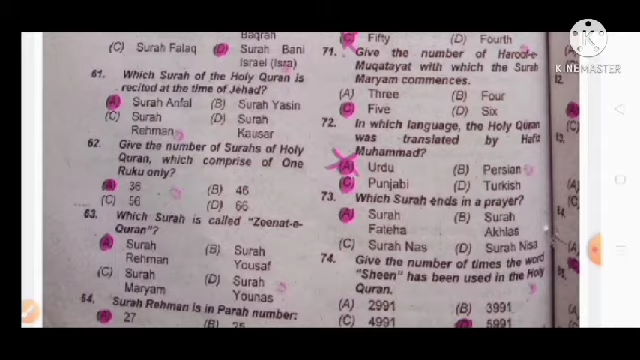 Baqrah
(C) Surah Falaq (D) Surah Bani
Israel (Isra)
61. Which Surah of the Holy Quran is
recited at the time of Jehad?
(A) Surah Anfal (B) Surah Yasin
(C) Surah (D) Surah
Rehman Kausar
62. Give the number of Surahs of Holy
Quran, which comprise of One
Ruku only?
(A) 36 (B) 46
(C) 56 (D) 66
63. Which Surah is called "Zeenat-e-
Quran"?
(A) Surah (B) Surah
Rehman Yousaf
(C) Surah (D) Surah
Maryam Younas
64. Surah Rehman is in Parah number:
(A) 27 (B)
(C) Fifty (D) Fourth
71. Give the number of Haroof-e-
Muqatayat with which the Surah
Maryam commences.
(A) Three (B) Four
(C) Five (D) Six
72. In which language, the Holy Quran
was translated by Hafiz
Muhammad?
(A) Urdu (B) Persian
(C) Punjabi (D) Turkish
73. Which Surah ends in a prayer?
(A) Surah (B) Surah
Fateha Akhlas
(C) Surah Nas (D) Surah Nisa
74. Give the number of times the word
"Sheen" has been used in the Holy
Quran.
(A) 2991 (B) 3991
(C) 4991 (D) 5991
KINEMASTER